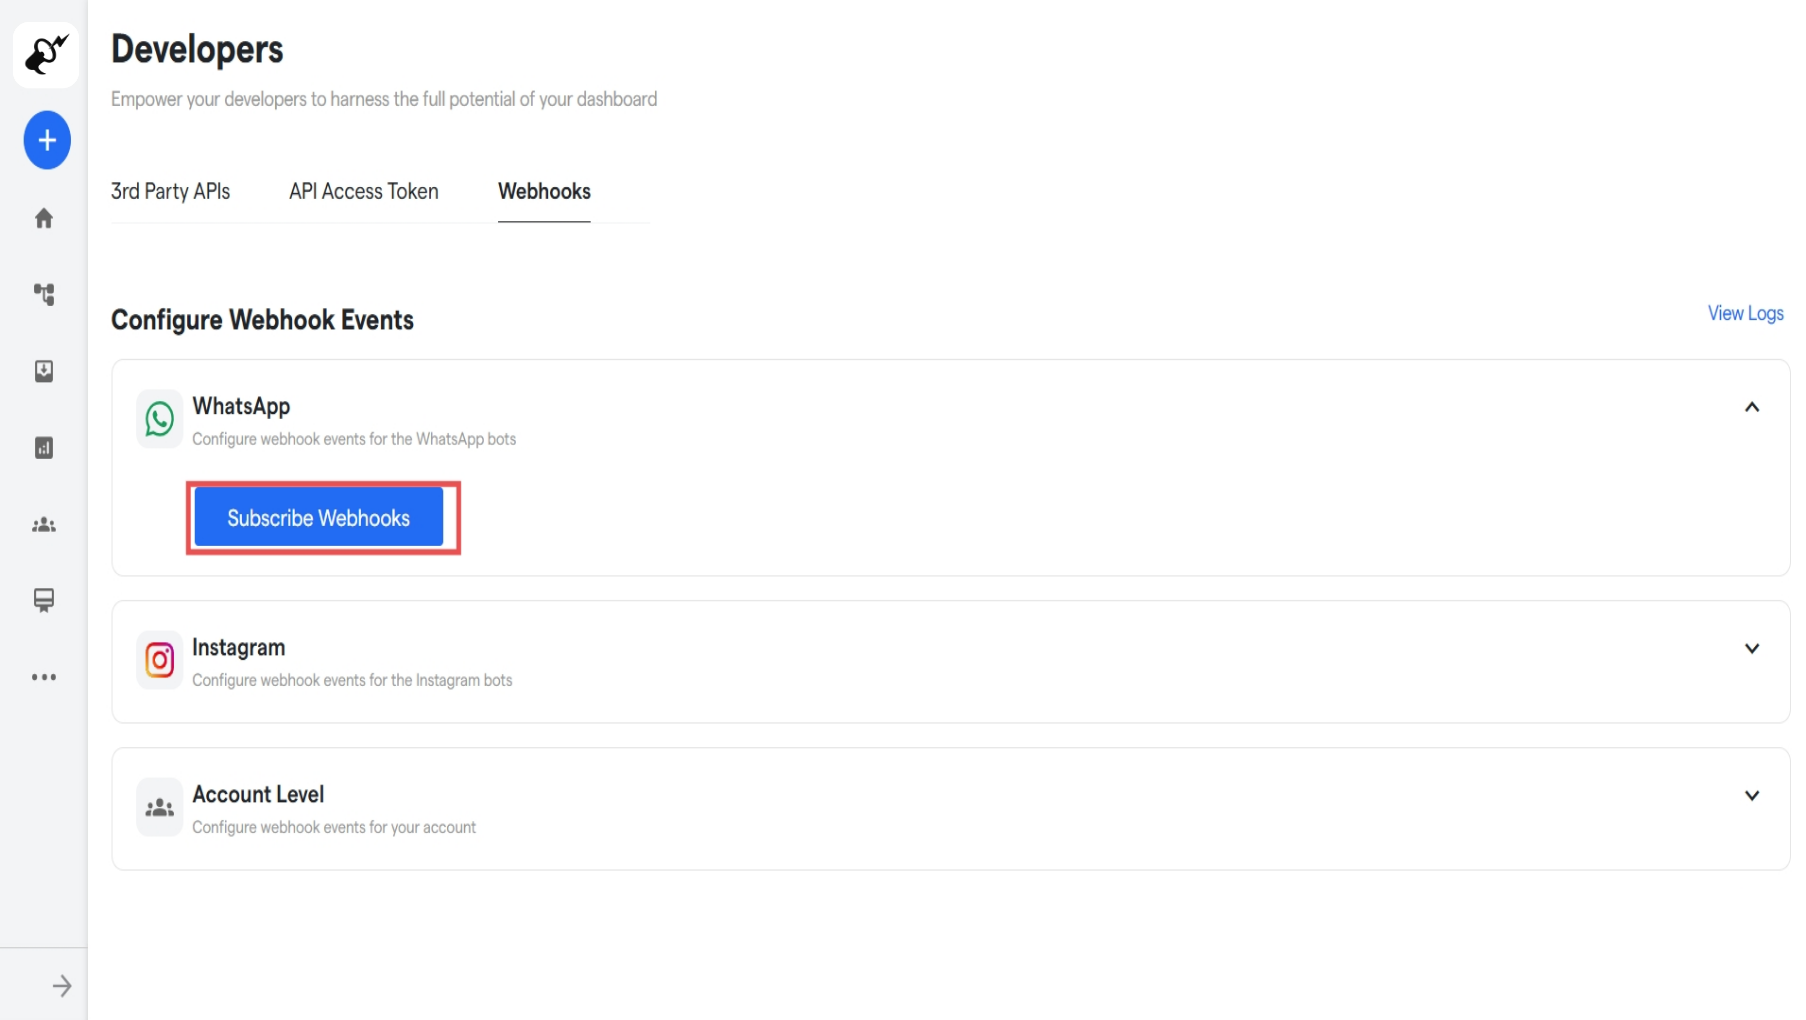 Developers
Empower your developers to harness the full potential of your dashboard
3rd Party APIs
API Access Token
Webhooks
Configure Webhook Events
View Logs
WhatsApp
Configure webhook events for the WhatsApp bots
Subscribe Webhooks
Instagram
Configure webhook events for the Instagram bots
Account Level
Configure webhook events for your account